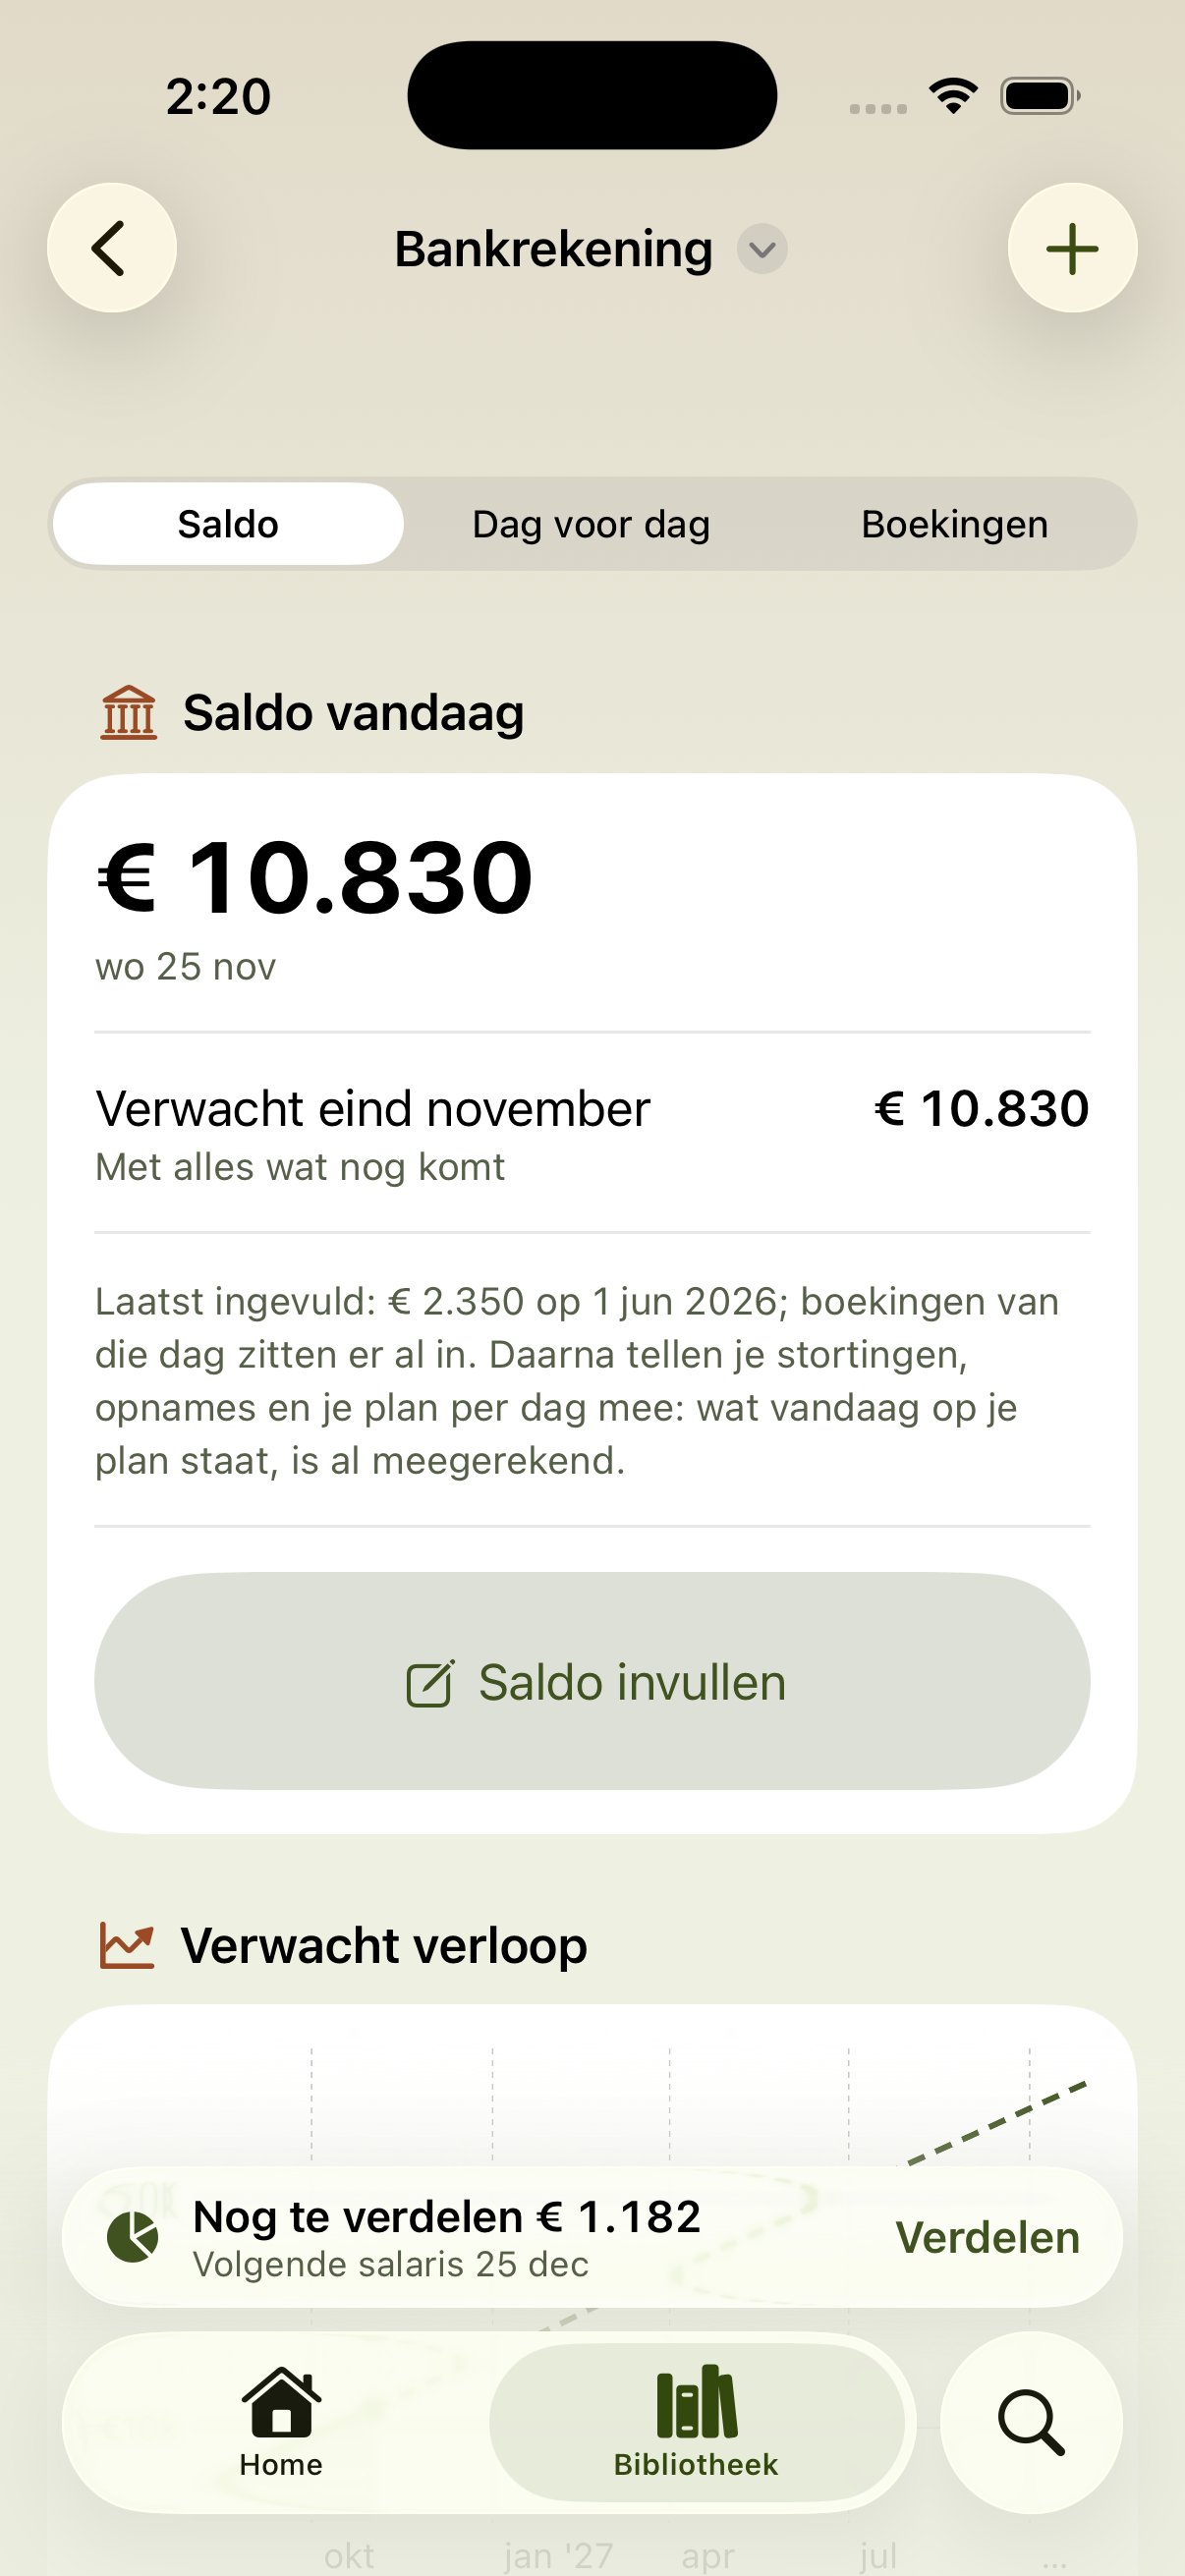 2:20
Bankrekening
Saldo
Dag voor dag
Boekingen
Saldo vandaag
€ 10.830
wo 25 nov
Verwacht eind november
€ 10.830
Met alles wat nog komt
Laatst ingevuld: € 2.350 op 1 jun 2026; boekingen van
die dag zitten er al in. Daarna tellen je stortingen,
opnames en je plan per dag mee: wat vandaag op je
plan staat, is al meegerekend.
Saldo invullen
Verwacht verloop
Nog te verdelen € 1.182
Volgende salaris 25 dec
Verdelen
Home
Bibliotheek
okt
jan '27
apr
jul
...